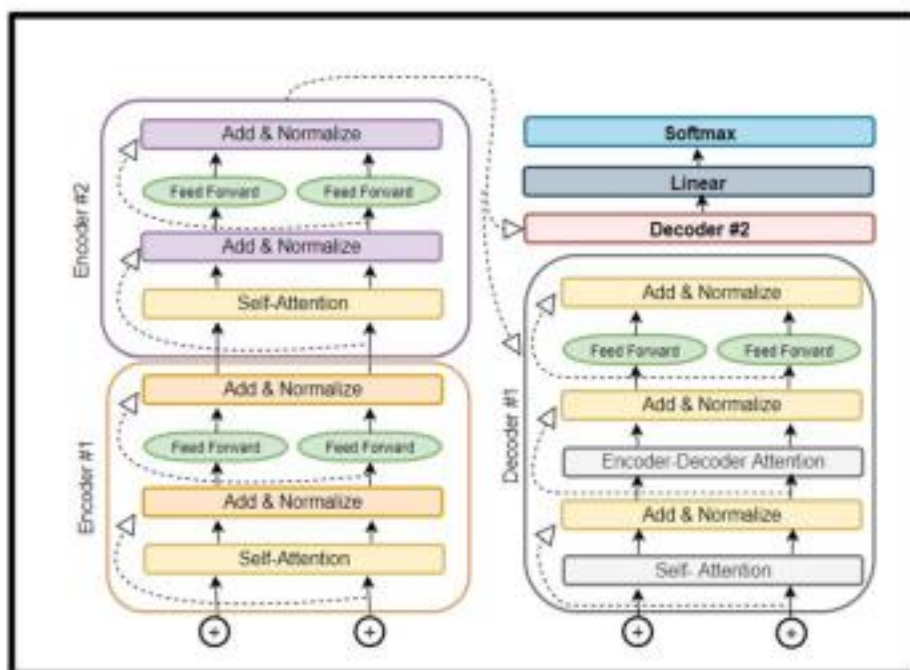 Encoder #2
Add & Normalize
Feed Forward Feed Forward
Add & Normalize
Self-Attention
Encoder #1
Add & Normalize
Feed Forward Feed Forward
Add & Normalize
Self-Attention
Softmax
Linear
Decoder #2
Decoder #1
Add & Normalize
Feed Forward Feed Forward
Add & Normalize
Encoder-Decoder Attention
Add & Normalize
Self- Attention